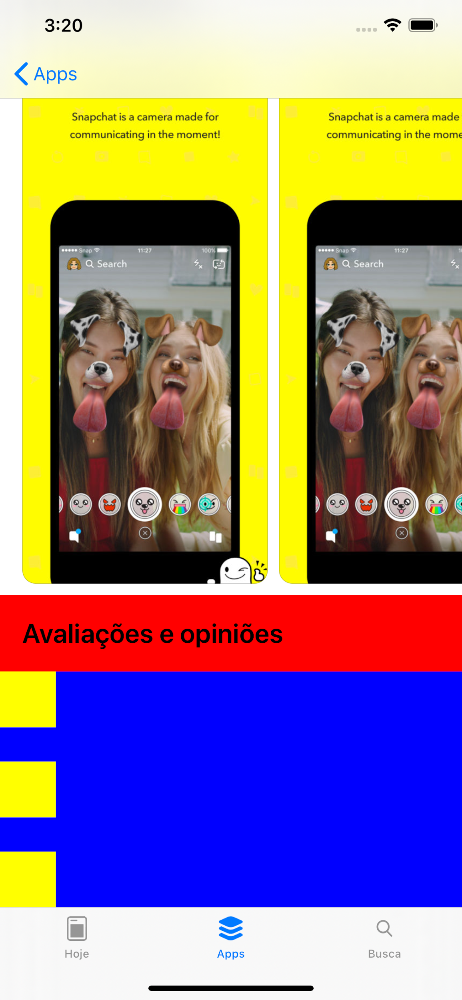 3:20
Apps
Snapchat is a camera made for
communicating in the moment!
Snap
11:27
100%
Search
Snapchat is a camera made
communicating in the mome
Snap
11:27
Search
Avaliações e opiniões
Hoje
Apps
Busca